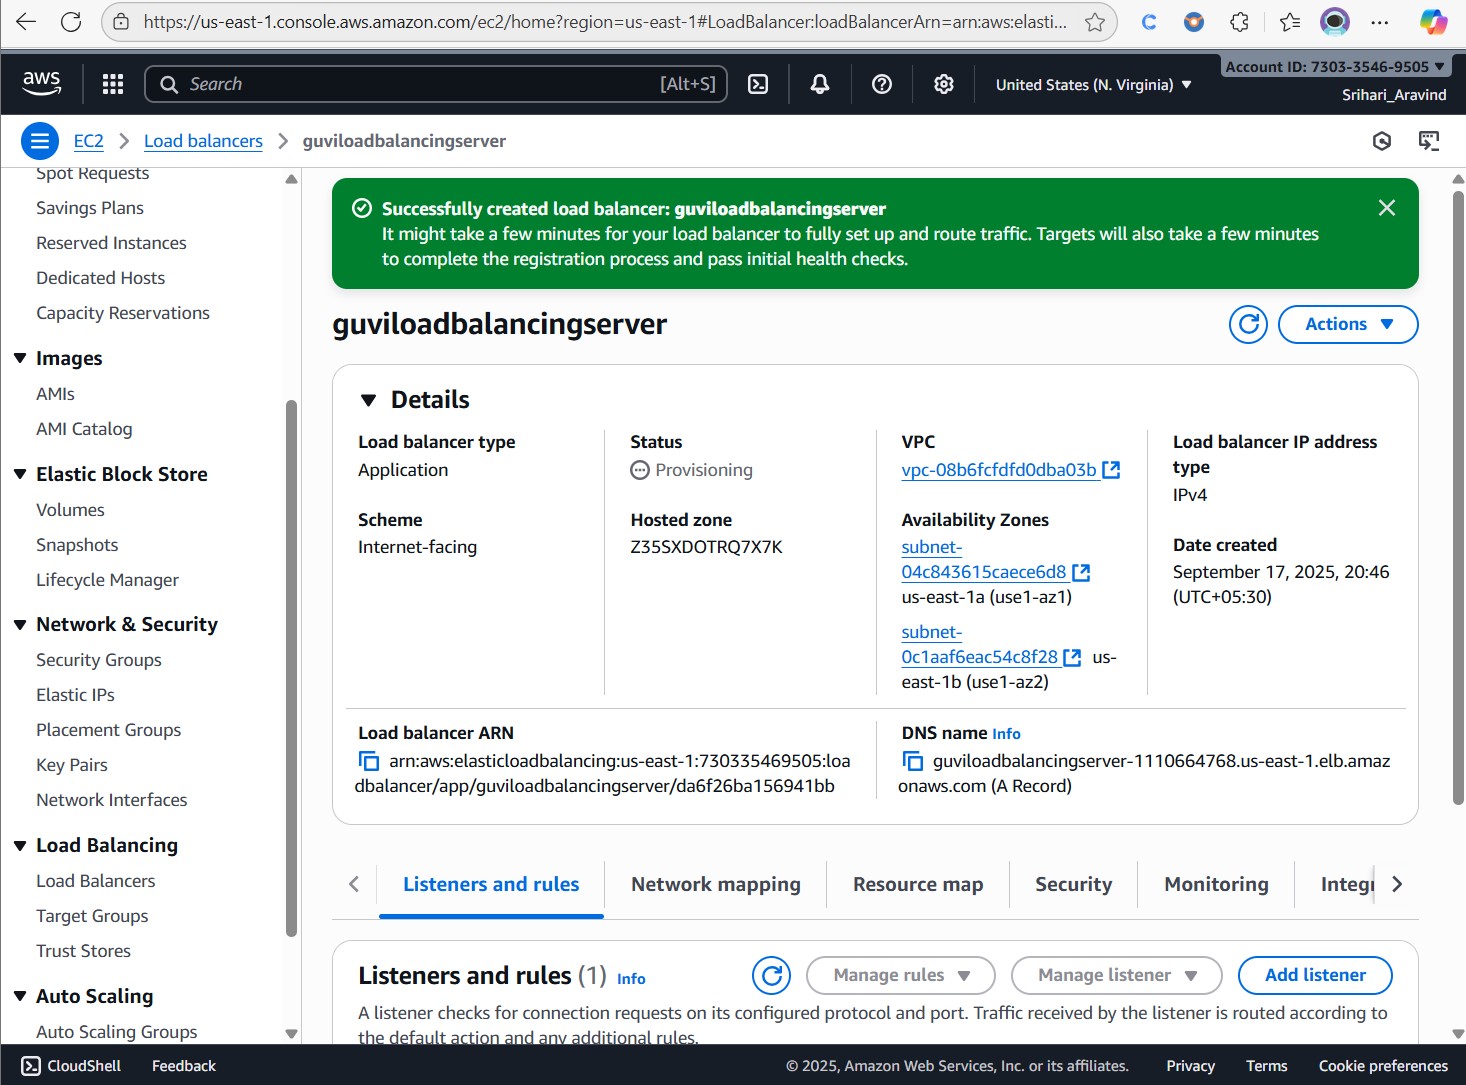 https://us-east-1.console.aws.amazon.com/ec2/home?region=us-east-1#LoadBalancer:loadBalancerArn=arn:aws:elasti...
aws
Search
[Alt+S]
United States (N. Virginia)
Account ID: 7303-3546-9505
Srihari_Aravind
EC2
Load balancers
guviloadbalancingserver
Spot Requests
Savings Plans
Reserved Instances
Dedicated Hosts
Capacity Reservations
Images
AMIs
AMI Catalog
Elastic Block Store
Volumes
Snapshots
Lifecycle Manager
Network & Security
Security Groups
Elastic IPs
Placement Groups
Key Pairs
Network Interfaces
Load Balancing
Load Balancers
Target Groups
Trust Stores
Auto Scaling
Auto Scaling Groups
Successfully created load balancer: guviloadbalancingserver
It might take a few minutes for your load balancer to fully set up and route traffic. Targets will also take a few minutes
to complete the registration process and pass initial health checks.
guviloadbalancingserver
Actions
Details
Load balancer type
Application
Scheme
Internet-facing
Status
Provisioning
Hosted zone
Z35SXDOTRQ7X7K
VPC
vpc-08b6fcfdfd0dba03b
Availability Zones
subnet-
04c843615caece6d8
us-east-1a (use1-az1)
subnet-
0c1aaf6eac54c8f28 us-
east-1b (use1-az2)
Load balancer IP address
type
IPv4
Date created
September 17, 2025, 20:46
(UTC+05:30)
Load balancer ARN
arn:aws:elasticloadbalancing:us-east-1:730335469505:loa
dbalancer/app/guviloadbalancingserver/da6f26ba156941bb
DNS name Info
guviloadbalancingserver-1110664768.us-east-1.elb.amaz
onaws.com (A Record)
Listeners and rules
Network mapping
Resource map
Security
Monitoring
Integr
Listeners and rules (1) Info
Manage rules
Manage listener
Add listener
A listener checks for connection requests on its configured protocol and port. Traffic received by the listener is routed according to
the default action and any additional rules.
CloudShell
Feedback
© 2025, Amazon Web Services, Inc. or its affiliates.
Privacy
Terms
Cookie preferences